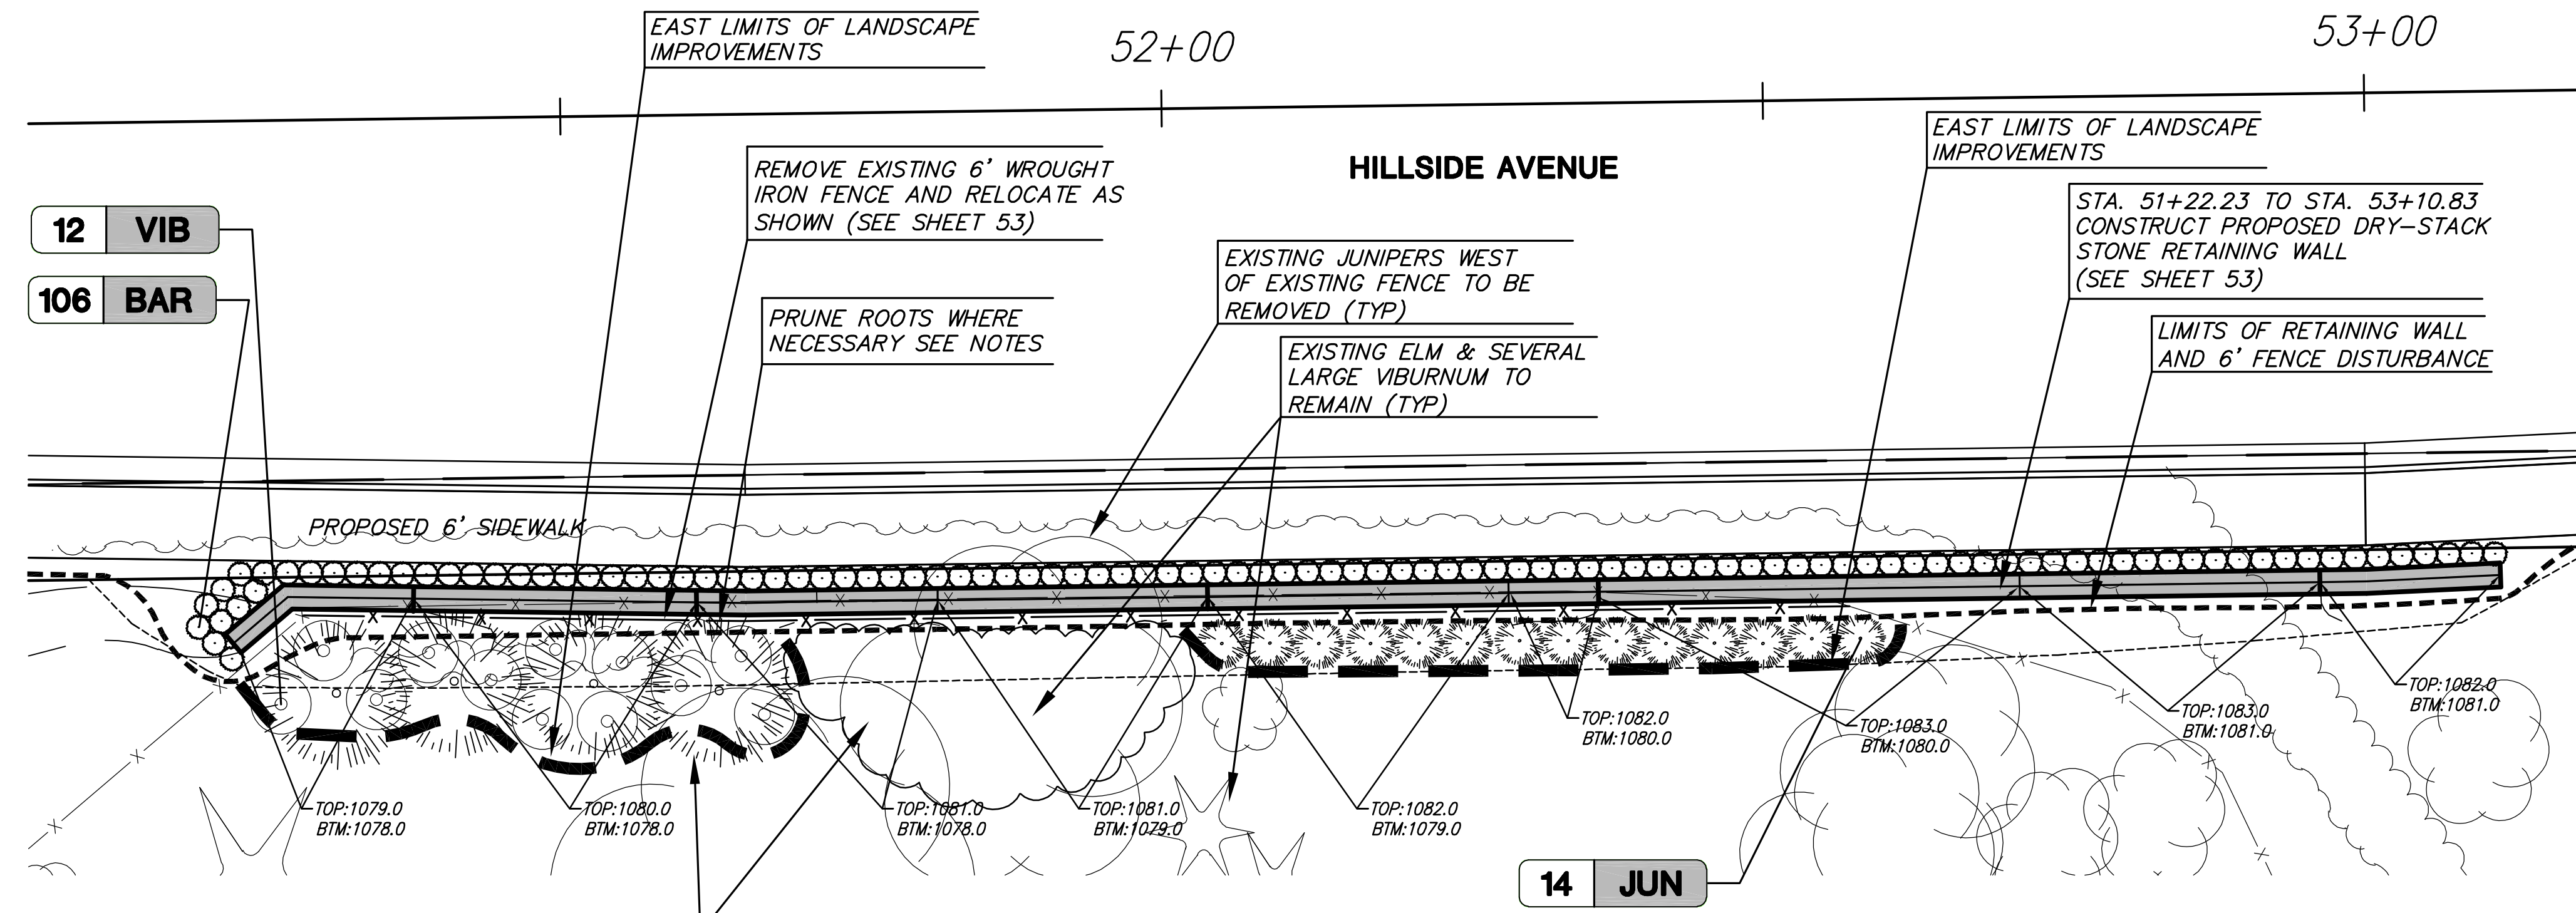 EAST LIMITS OF LANDSCAPE
IMPROVEMENTS
52+00
53+00
EAST LIMITS OF LANDSCAPE
IMPROVEMENTS
REMOVE EXISTING 6' WROUGHT
IRON FENCE AND RELOCATE AS
SHOWN (SEE SHEET 53)
HILLSIDE AVENUE
STA. 51+22.23 TO STA. 53+10.83
CONSTRUCT PROPOSED DRY-STACK
STONE RETAINING WALL
(SEE SHEET 53)
12 VIB
106 BAR
EXISTING JUNIPERS WEST
OF EXISTING FENCE TO BE
REMOVED (TYP)
PRUNE ROOTS WHERE
NECESSARY SEE NOTES
EXISTING ELM & SEVERAL
LARGE VIBURNUM TO
REMAIN (TYP)
LIMITS OF RETAINING WALL
AND 6' FENCE DISTURBANCE
PROPOSED 6' SIDEWALK
TOP:1079.0
BTM:1078.0
TOP:1080.0
BTM:1078.0
TOP:1081.0
BTM:1078.0
TOP:1081.0
BTM:1079.0
TOP:1082.0
BTM:1079.0
TOP:1082.0
BTM:1080.0
TOP:1083.0
BTM:1080.0
TOP:1083.0
BTM:1081.0
TOP:1082.0
BTM:1081.0
14 JUN